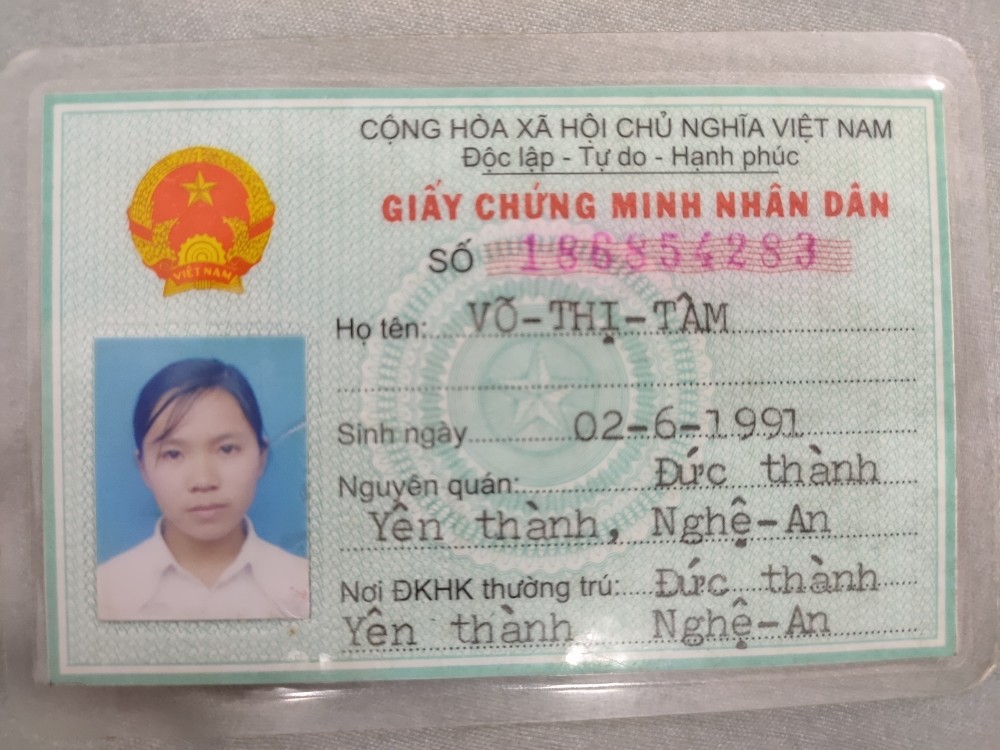 CỘNG HÒA XÃ HỘI CHỦ NGHĨA VIỆT NAM
Độc lập - Tự do - Hạnh phúc
GIẤY CHỨNG MINH NHÂN DÂN
SỐ 186854283
VIỆT NAM
Họ tên: VÕ-THỊ-TÂM
Sinh ngày 02-6-1991
Nguyên quán: Đức thành
Yên thành, Nghệ-An
Nơi ĐKHK thường trú: Đức thành
Yên thành, Nghệ-An